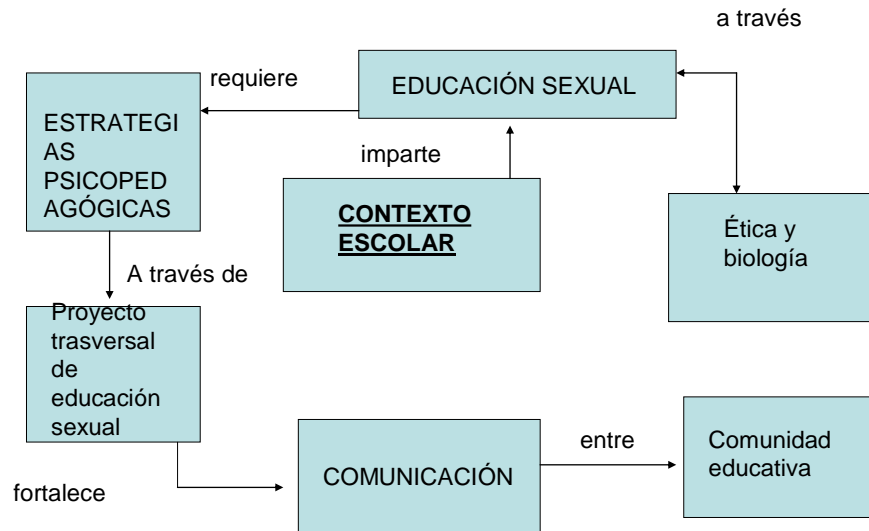 a través
requiere
EDUCACIÓN SEXUAL
ESTRATEGI
AS
PSICOPED
AGÓGICAS
imparte
CONTEXTO
ESCOLAR
Ética y
biología
A través de
Proyecto
trasversal
de
educación
sexual
fortalece
COMUNICACIÓN
entre
Comunidad
educativa